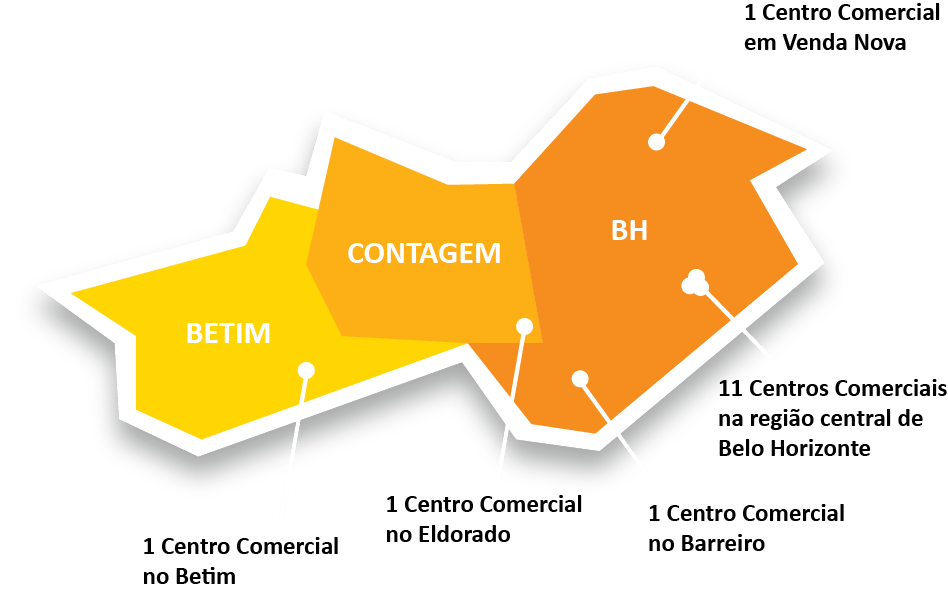 1 Centro Comercial
em Venda Nova
BH
CONTAGEM
BETIM
11 Centros Comerciais
na região central de
Belo Horizonte
1 Centro Comercial
no Eldorado
1 Centro Comercial
no Barreiro
1 Centro Comercial
no Betim